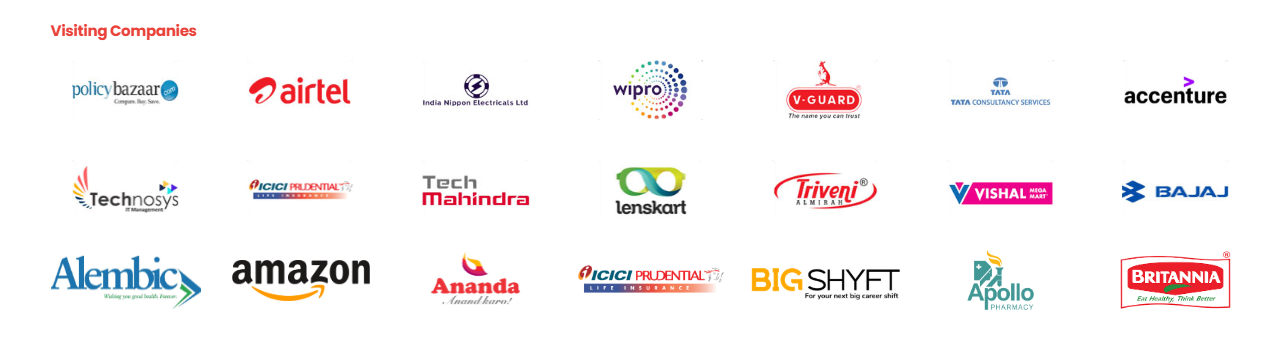 Visiting Companies
policybazaar.com
Compare. Buy. Save.
airtel
India Nippon Electricals Ltd
wipro
V-GUARD®
The name you can trust
TATA
TATA CONSULTANCY SERVICES
accenture
Technosys
IT Management
ICICI PRUDENTIAL
LIFE INSURANCE
Tech
Mahindra
lenskart
Triveni®
ALMIRAH
VISHAL MEGA MART
BAJAJ
Alembic
Wishing you good health. Forever.
amazon
Ananda
Anand karo!
ICICI PRUDENTIAL
LIFE INSURANCE
BIGSHYFT
For your next big career shift
Apollo
PHARMACY
BRITANNIA®
Eat Healthy, Think Better